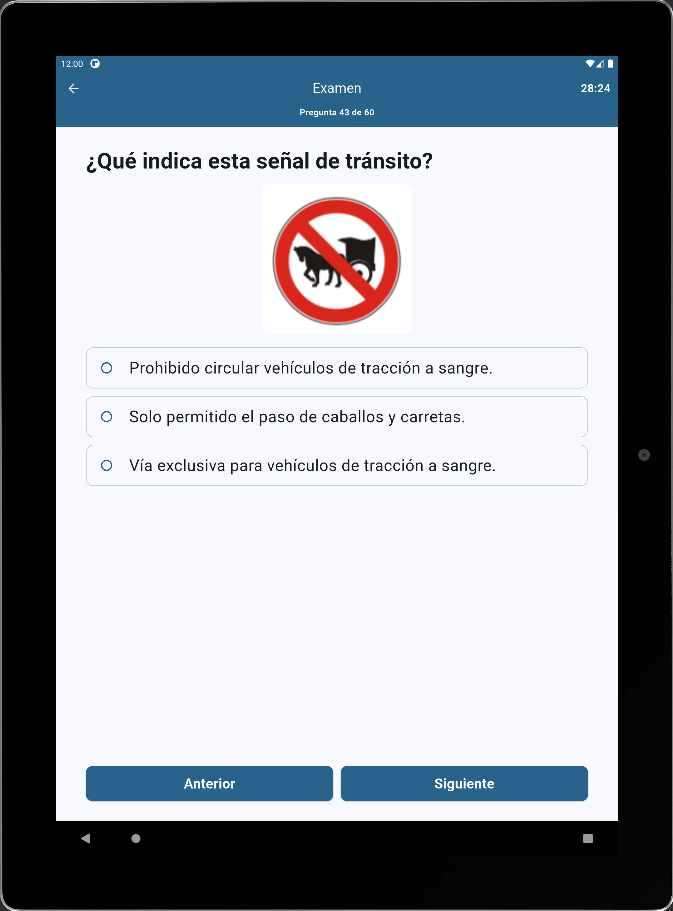 12:00
Examen
28:24
Pregunta 43 de 60
¿Qué indica esta señal de tránsito?
Prohibido circular vehículos de tracción a sangre.
Solo permitido el paso de caballos y carretas.
Vía exclusiva para vehículos de tracción a sangre.
Anterior
Siguiente